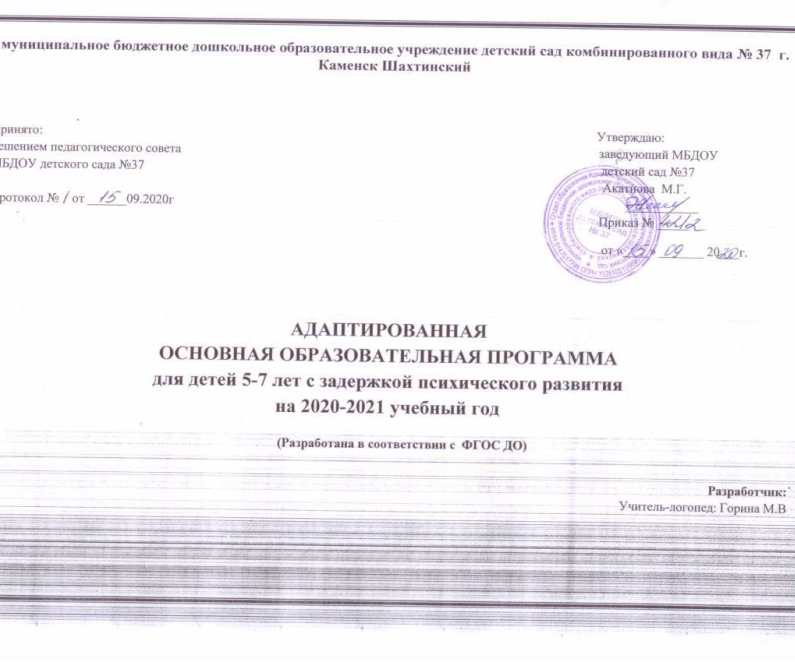 муниципальное бюджетное дошкольное образовательное учреждение детский сад комбинированного вида № 37 г.
Каменск Шахтинский
ринято:
ешением педагогического совета
БДОУ детского сада №37
ротокол № 1 от 15 09.2020г
Утверждаю:
заведующий МБДОУ
детский сад №37
Акатнова М.Г.
Приказ №
от « 15 » 09 2020г.
АДАПТИРОВАННАЯ
ОСНОВНАЯ ОБРАЗОВАТЕЛЬНАЯ ПРОГРАММА
для детей 5-7 лет с задержкой психического развития
на 2020-2021 учебный год
(Разработана в соответствии с ФГОС ДО)
Разработчик:
Учитель-логопед: Горина М.В